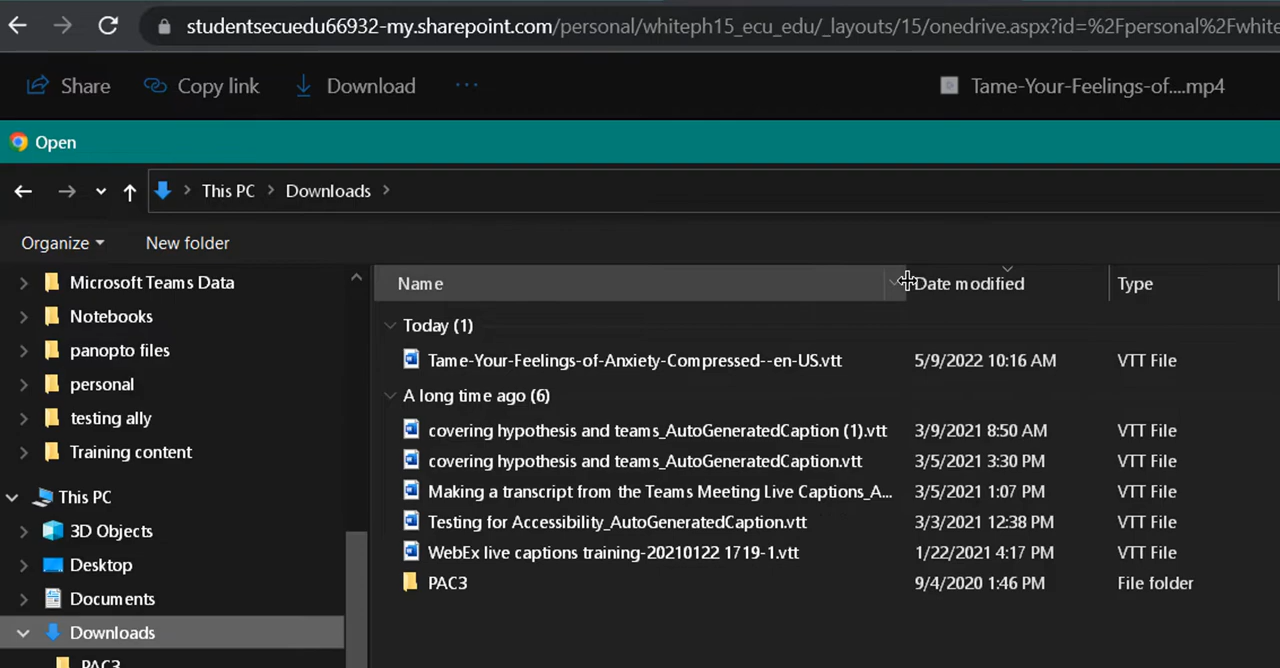 studentsecuedu66932-my.sharepoint.com/personal/whiteph15_ecu_edu/_layouts/15/onedrive.aspx?id=%2Fpersonal%2Fwhite
Share Copy link Download ··· Tame-Your-Feelings-of....mp4
Open
This PC > Downloads >
Organize New folder
Name Date modified Type
Microsoft Teams Data
Notebooks
panopto files
personal
testing ally
Training content
This PC
3D Objects
Desktop
Documents
Downloads
PAC3
Today (1)
Tame-Your-Feelings-of-Anxiety-Compressed--en-US.vtt 5/9/2022 10:16 AM VTT File
A long time ago (6)
covering hypothesis and teams_AutoGeneratedCaption (1).vtt 3/9/2021 8:50 AM VTT File
covering hypothesis and teams_AutoGeneratedCaption.vtt 3/5/2021 3:30 PM VTT File
Making a transcript from the Teams Meeting Live Captions_A... 3/5/2021 1:07 PM VTT File
Testing for Accessibility_AutoGeneratedCaption.vtt 3/3/2021 12:38 PM VTT File
WebEx live captions training-20210122 1719-1.vtt 1/22/2021 4:17 PM VTT File
PAC3 9/4/2020 1:46 PM File folder